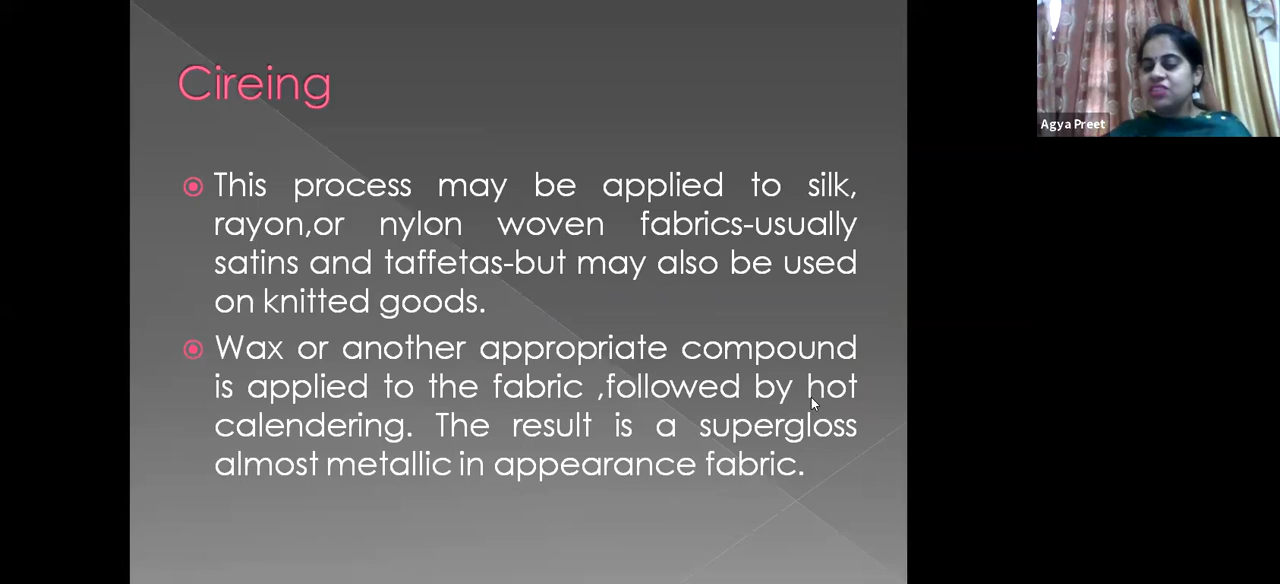 Cireing
This process may be applied to silk,
rayon,or nylon woven fabrics-usually
satins and taffetas-but may also be used
on knitted goods.
Wax or another appropriate compound
is applied to the fabric ,followed by hot
calendering. The result is a supergloss
almost metallic in appearance fabric.
Agya Preet